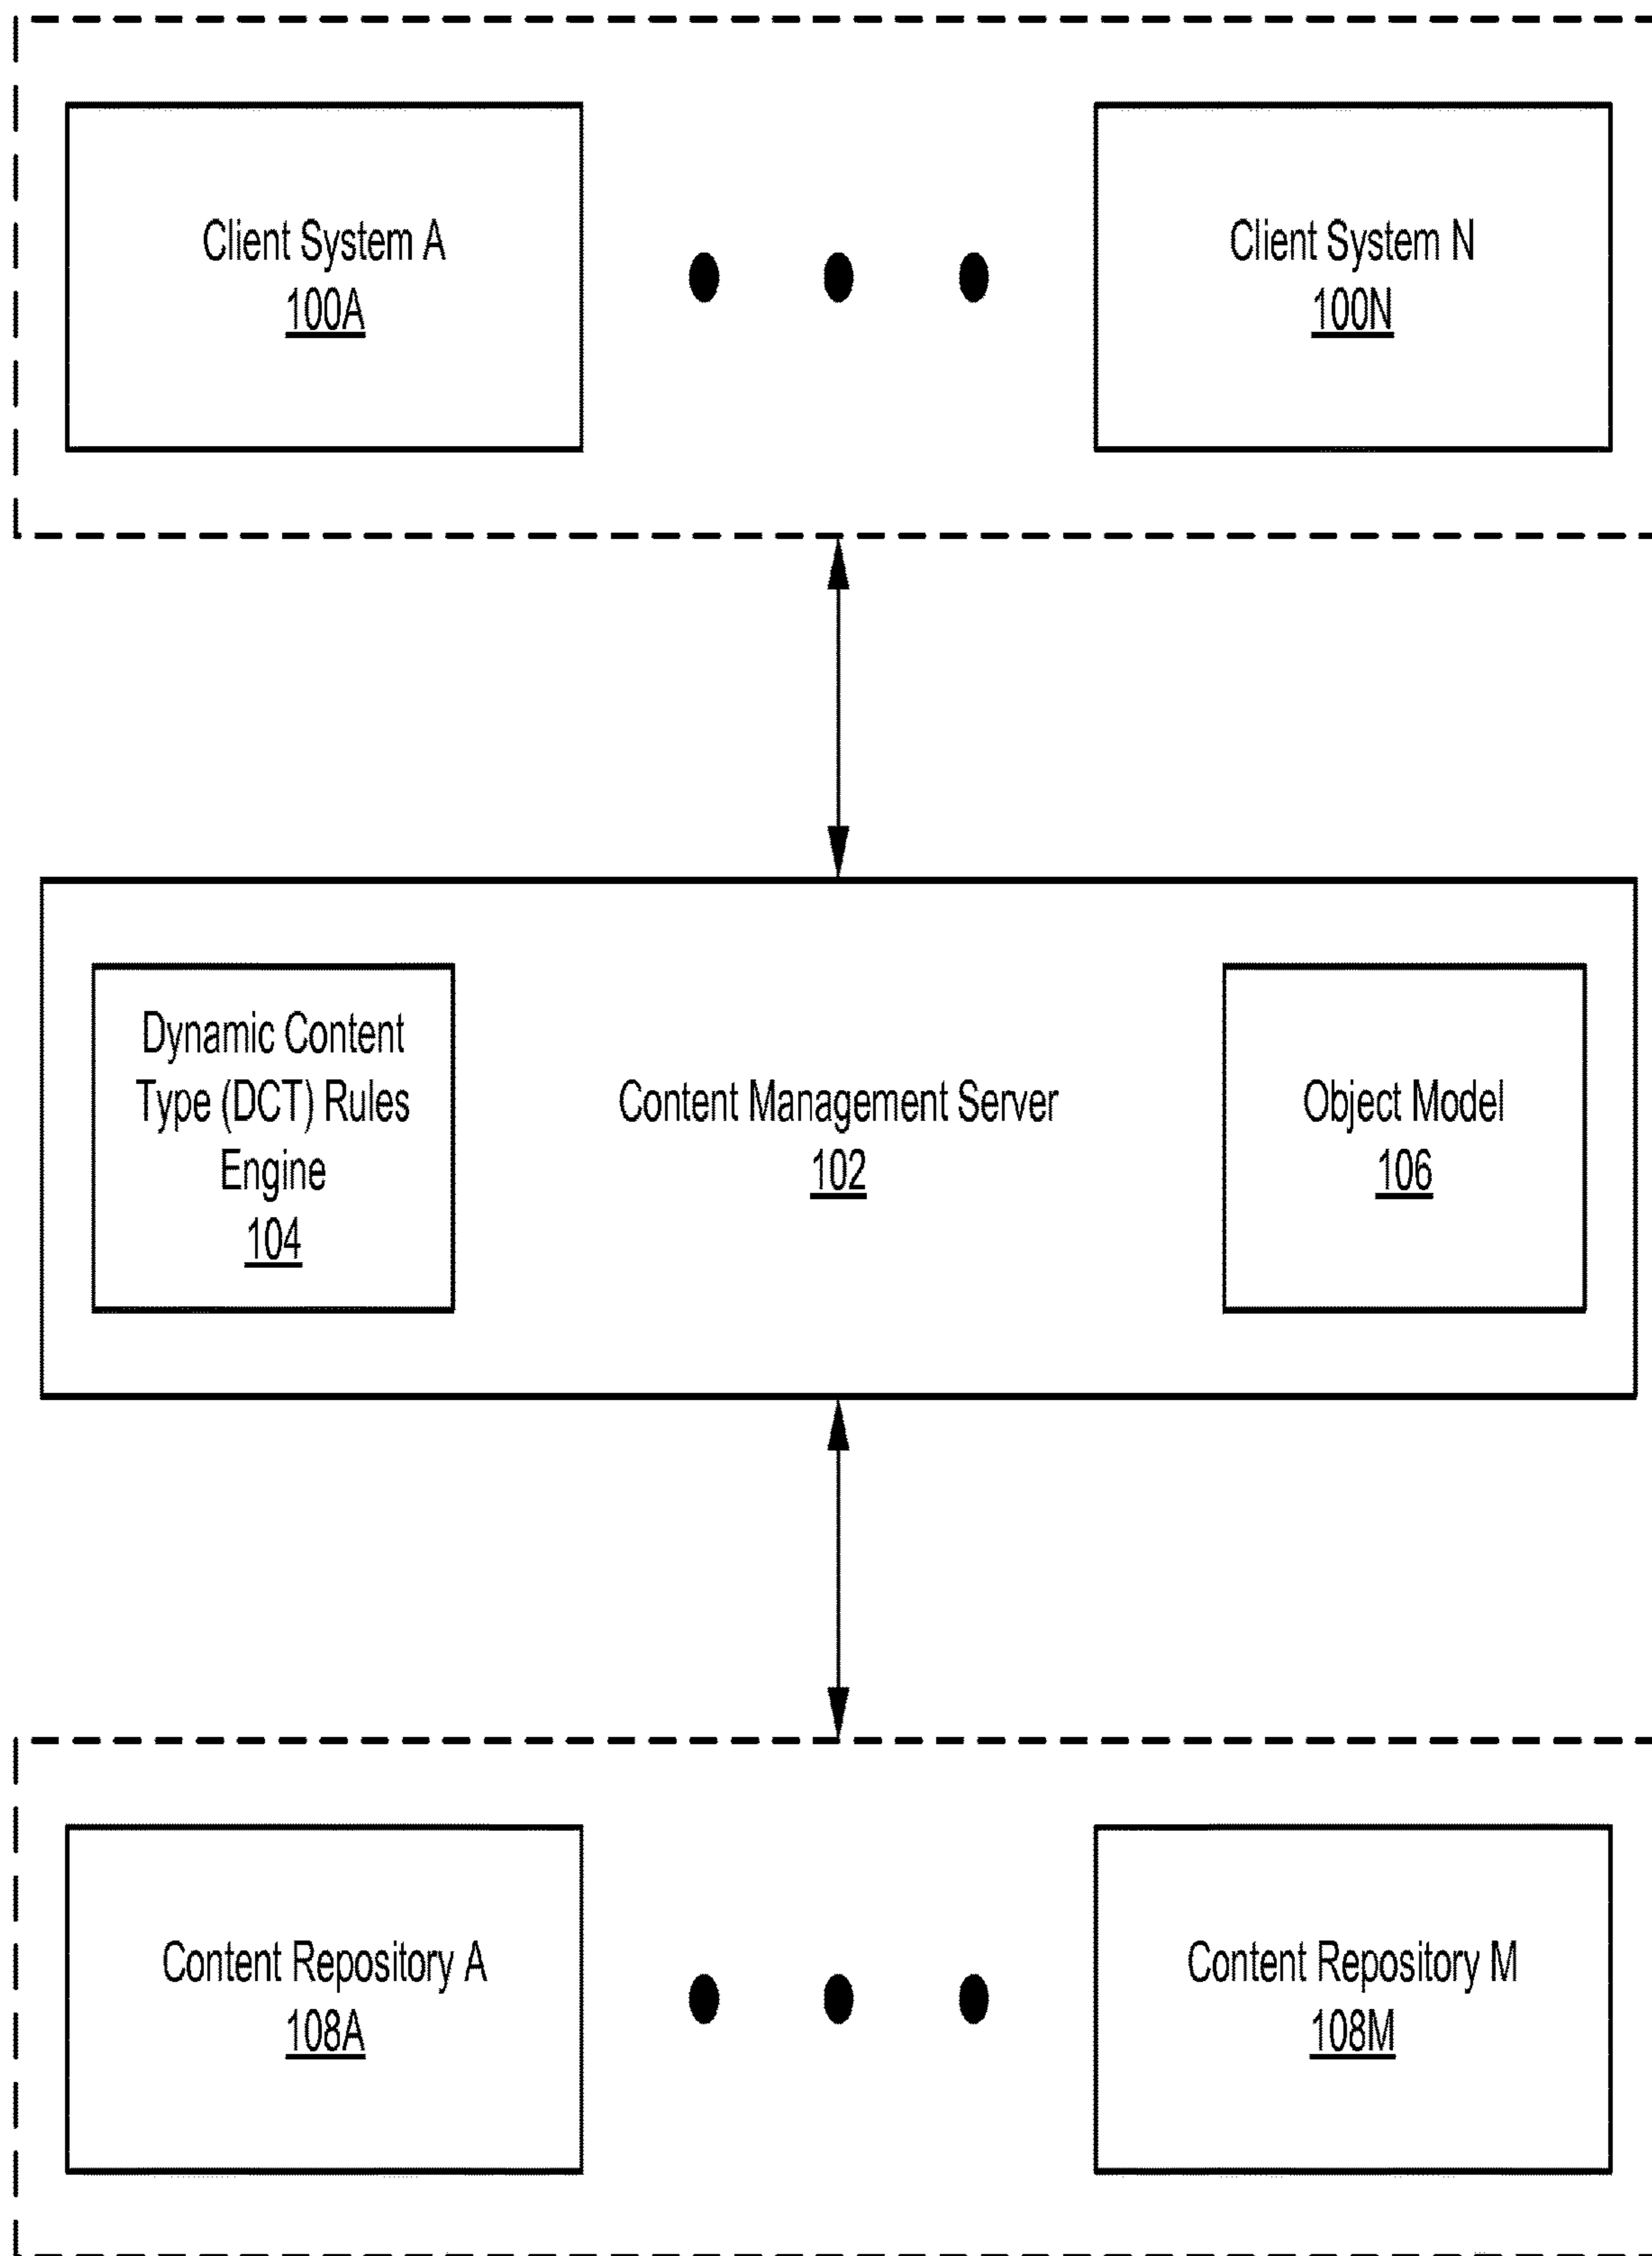 Client System A
100A
Client System N
100N
Dynamic Content
Type (DCT) Rules
Engine
104
Content Management Server
102
Object Model
106
Content Repository A
108A
Content Repository M
108M